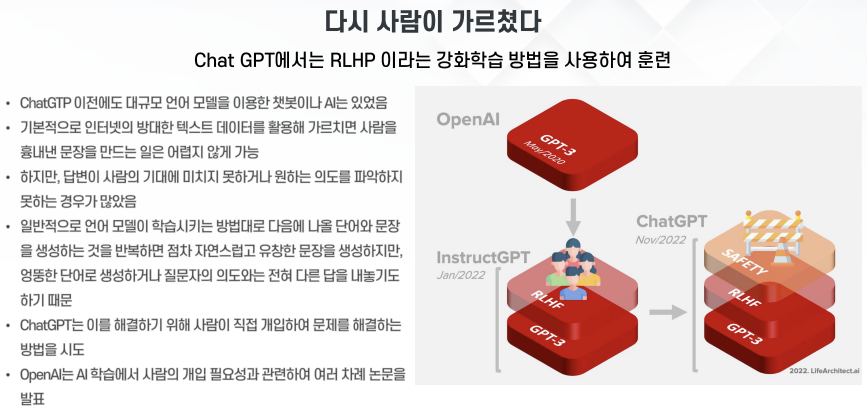 다시 사람이 가르쳤다
Chat GPT에서는 RLHP 이라는 강화학습 방법을 사용하여 훈련
• ChatGTP 이전에도 대규모 언어 모델을 이용한 챗봇이나 AI는 있었음
• 기본적으로 인터넷의 방대한 텍스트 데이터를 활용해 가르치면 사람을
흉내낸 문장을 만드는 일은 어렵지 않게 가능
• 하지만, 답변이 사람의 기대에 미치지 못하거나 원하는 의도를 파악하지
못하는 경우가 많았음
• 일반적으로 언어 모델이 학습시키는 방법대로 다음에 나올 단어와 문장
을 생성하는 것을 반복하면 점차 자연스럽고 유창한 문장을 생성하지만,
엉뚱한 단어로 생성하거나 질문자의 의도와는 전혀 다른 답을 내놓기도
하기 때문
• ChatGPT는 이를 해결하기 위해 사람이 직접 개입하여 문제를 해결하는
방법을 시도
• OpenAI는 AI 학습에서 사람의 개입 필요성과 관련하여 여러 차례 논문을
발표
OpenAI
GPT-3
May/2020
InstructGPT
Jan/2022
RLHF
GPT-3
ChatGPT
Nov/2022
SAFETY
RLHF
GPT-3
2022. LifeArchitect.ai